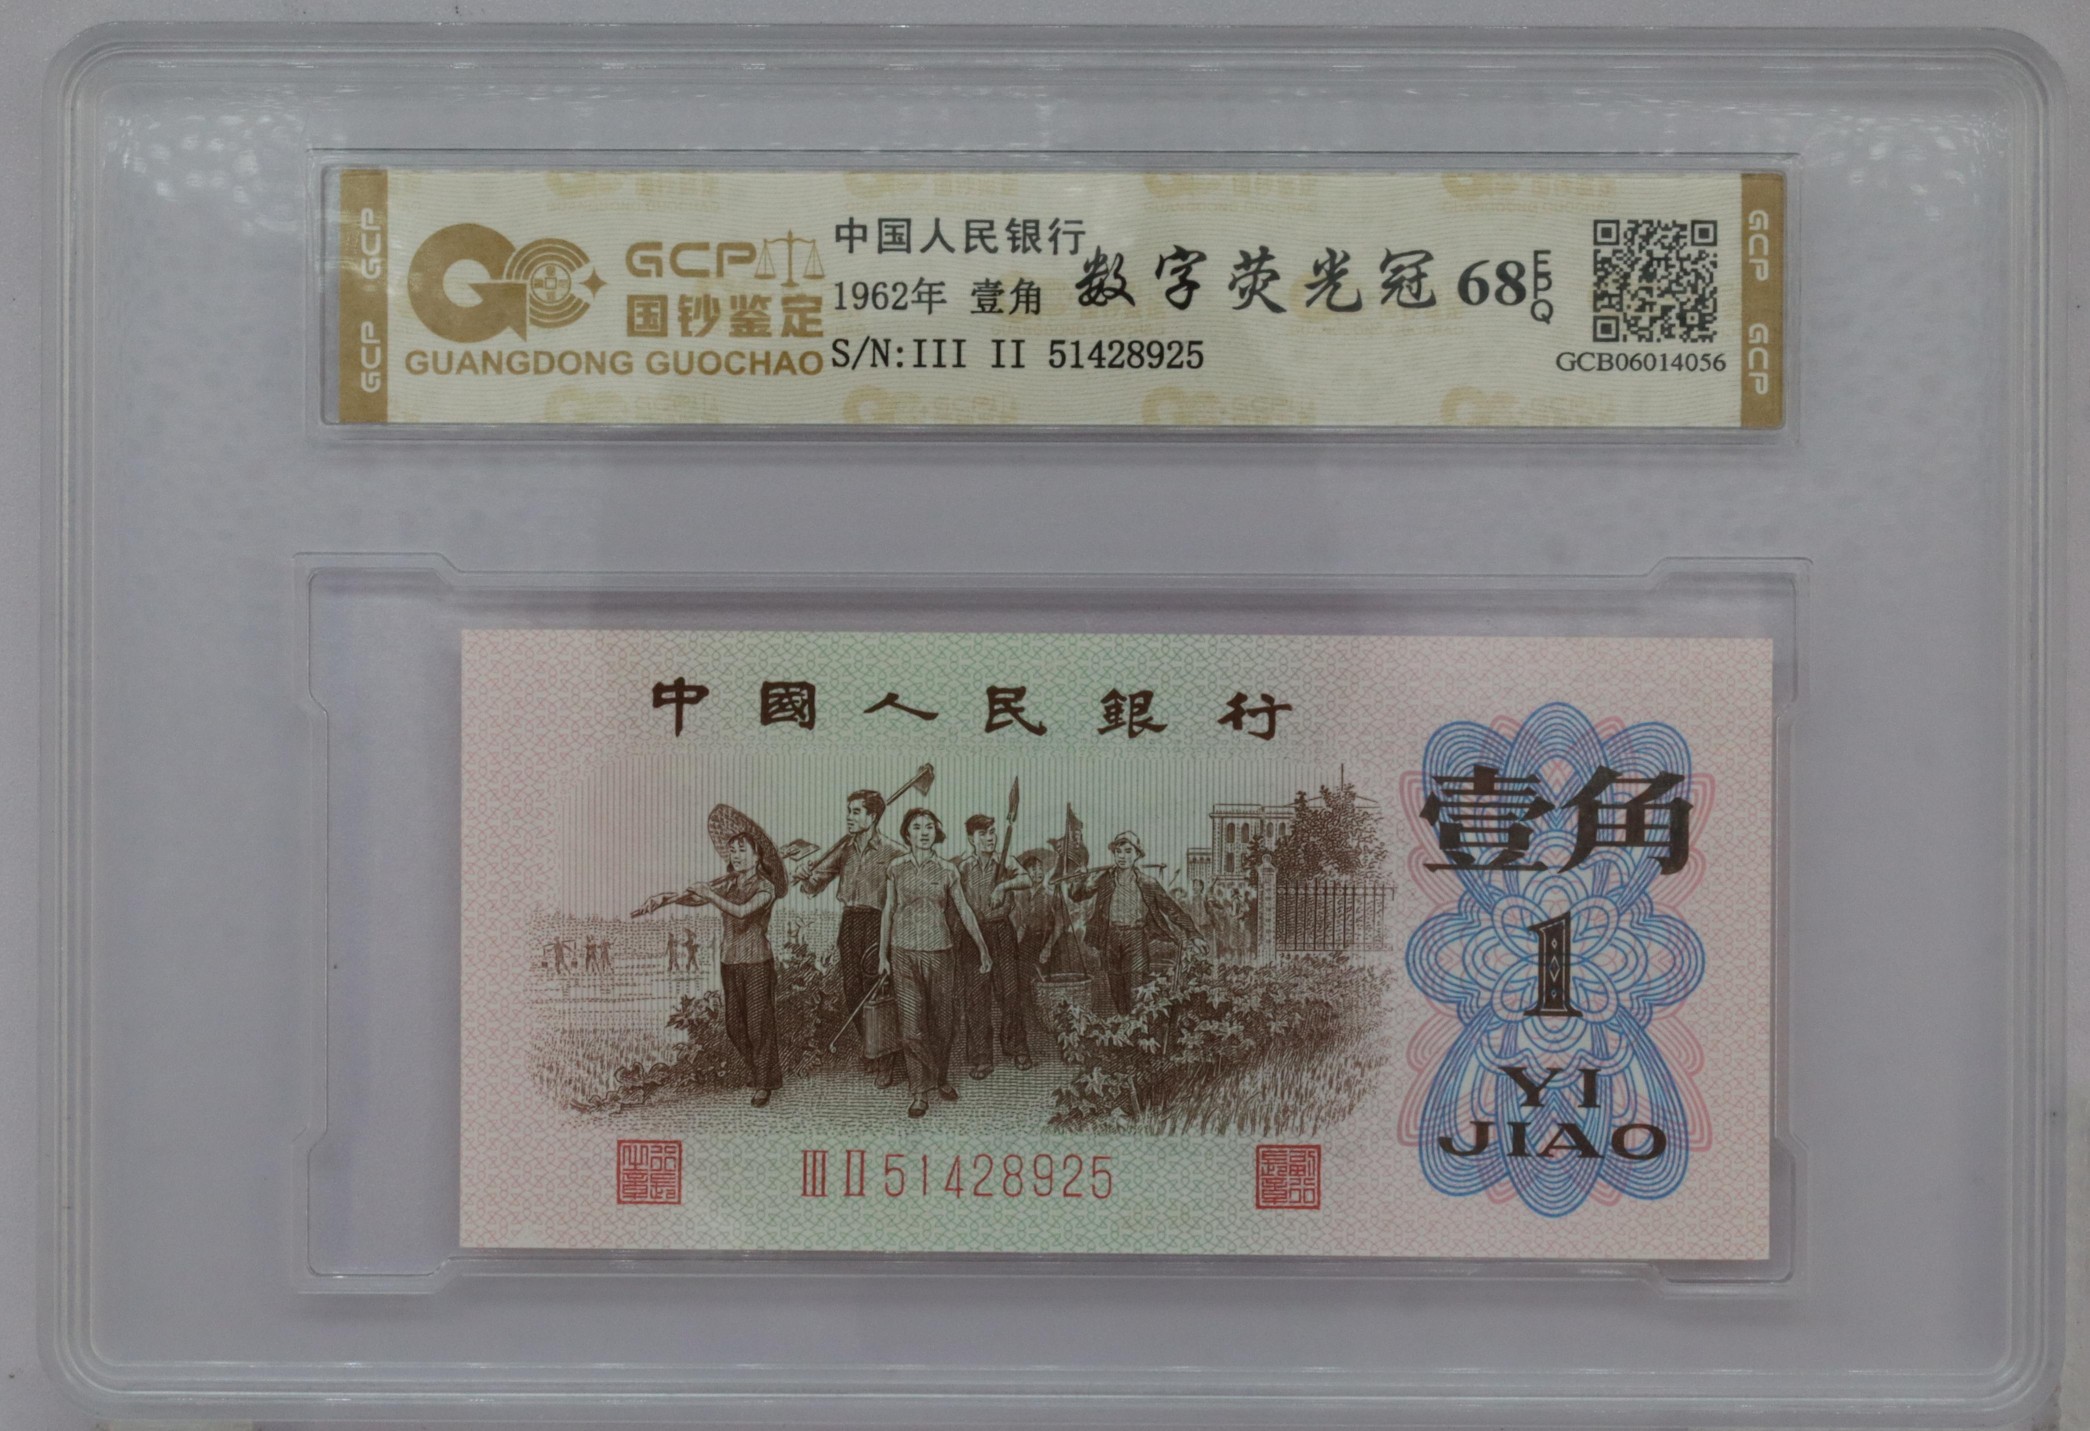 GCP
GCP
GCP
国钞鉴定
GUANGDONG GUOCHAO
中国人民银行
1962年 壹角
数字荧光冠 68 EPQ
S/N:III II 51428925
GCB06014056
GCP
GCP
中國人民銀行
壹角
1
YI
JIAO
III II 51428925